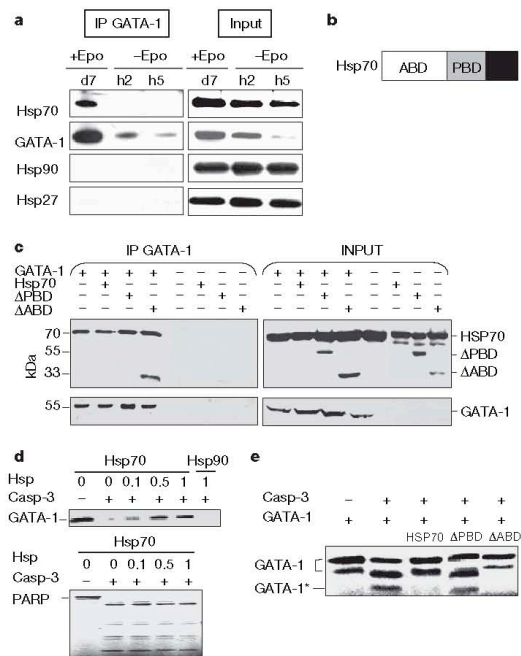 a
IP GATA-1
Input
+Epo –Epo +Epo –Epo
d7 h2 h5 d7 h2 h5
Hsp70
GATA-1
Hsp90
Hsp27
b
Hsp70 ABD PBD
c
IP GATA-1 INPUT
GATA-1 + + + + – – – – + + + + – – – –
Hsp70 – + – – – + – – – + – – – + – –
ΔPBD – – + – – – + – – – + – – – + –
ΔABD – – – + – – – + – – – + – – – +
kDa
70
55
33
55
HSP70
ΔPBD
ΔABD
GATA-1
d
Hsp70 Hsp90
Hsp 0 0 0.1 0.5 1 1
Casp-3 – + + + + +
GATA-1
Hsp70
Hsp 0 0 0.1 0.5 1
Casp-3 – + + + +
PARP
e
Casp-3 – + + + +
GATA-1 + + + + +
HSP70 ΔPBD ΔABD
GATA-1
GATA-1*